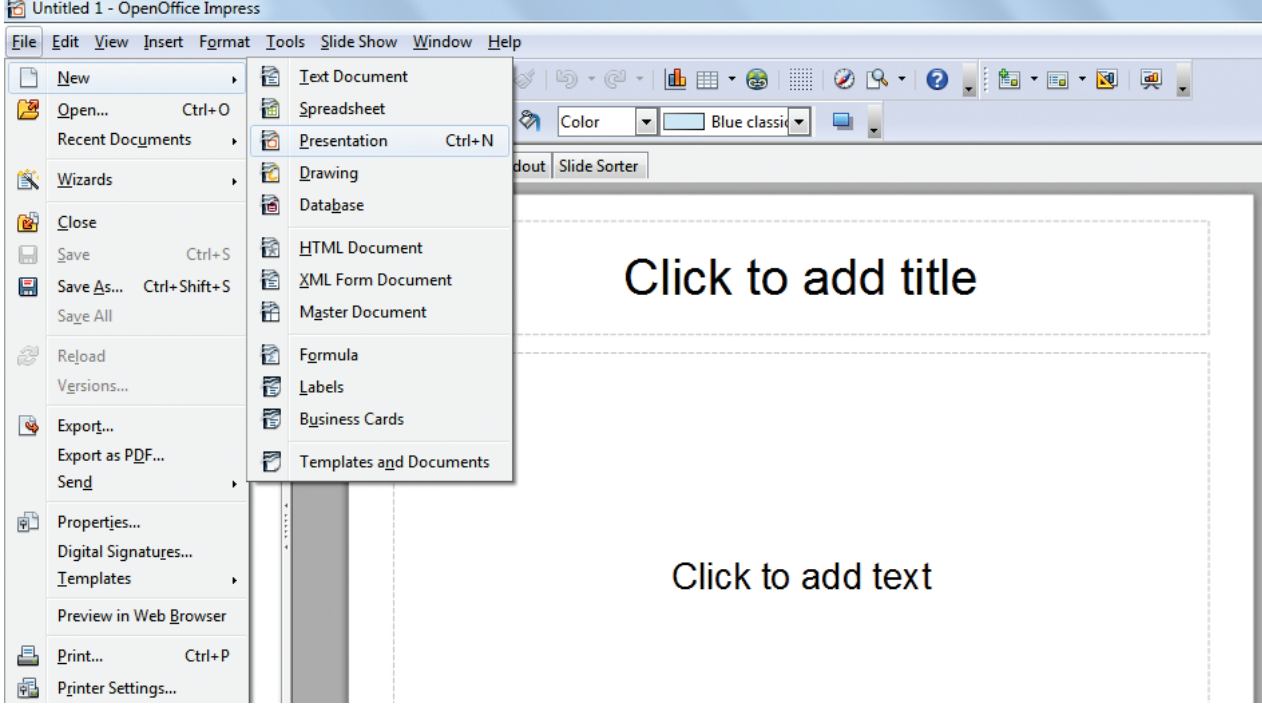 Untitled 1 - OpenOffice Impress
File Edit View Insert Format Tools Slide Show Window Help
New
Open... Ctrl+O
Recent Documents
Wizards
Close
Save Ctrl+S
Save As... Ctrl+Shift+S
Save All
Reload
Versions...
Export...
Export as PDF...
Send
Properties...
Digital Signatures...
Templates
Preview in Web Browser
Print... Ctrl+P
Printer Settings...
Text Document
Spreadsheet
Presentation Ctrl+N
Drawing
Database
HTML Document
XML Form Document
Master Document
Formula
Labels
Business Cards
Templates and Documents
Color Blue classic
dout Slide Sorter
Click to add title
Click to add text